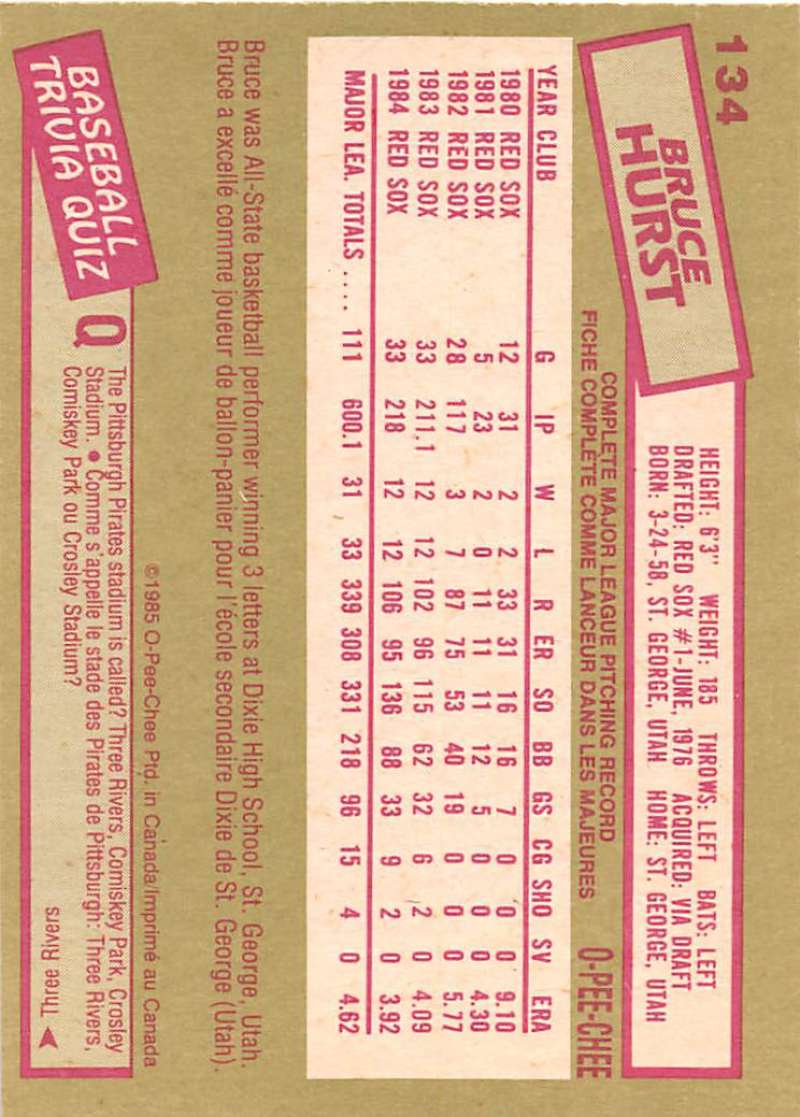 134
BRUCE
HURST
HEIGHT: 6'3" WEIGHT: 185 THROWS: LEFT BATS: LEFT
DRAFTED: RED SOX #1-JUNE, 1976 ACQUIRED: VIA DRAFT
BORN: 3-24-58, ST. GEORGE, UTAH HOME: ST. GEORGE, UTAH
COMPLETE MAJOR LEAGUE PITCHING RECORD
FICHE COMPLÈTE COMME LANCEUR DANS LES MAJEURES
O-PEE-CHEE
YEAR CLUB G IP W L R ER SO BB GS CG SHO SV ERA
1980 RED SOX 12 31 2 2 33 31 16 16 7 0 0 0 9.10
1981 RED SOX 5 23 2 0 11 11 11 12 5 0 0 0 4.30
1982 RED SOX 28 117 3 7 87 75 53 40 19 0 0 0 5.77
1983 RED SOX 33 211.1 12 12 102 96 115 62 32 6 2 0 4.09
1984 RED SOX 33 218 12 12 106 95 136 88 33 9 2 0 3.92
MAJOR LEA. TOTALS .... 111 600.1 31 33 339 308 331 218 96 15 4 0 4.62
Bruce was All-State basketball performer winning 3 letters at Dixie High School, St. George, Utah.
Bruce a excellé comme joueur de ballon-panier pour l'école secondaire Dixie de St. George (Utah).
©1985 O-Pee-Chee Ptd. in Canada/Imprimé au Canada
BASEBALL
TRIVIA QUIZ
Q
The Pittsburgh Pirates stadium is called? Three Rivers, Comiskey Park, Crosley
Stadium. ● Comme s'appelle le stade des Pirates de Pittsburgh: Three Rivers,
Comiskey Park ou Crosley Stadium?
Three Rivers